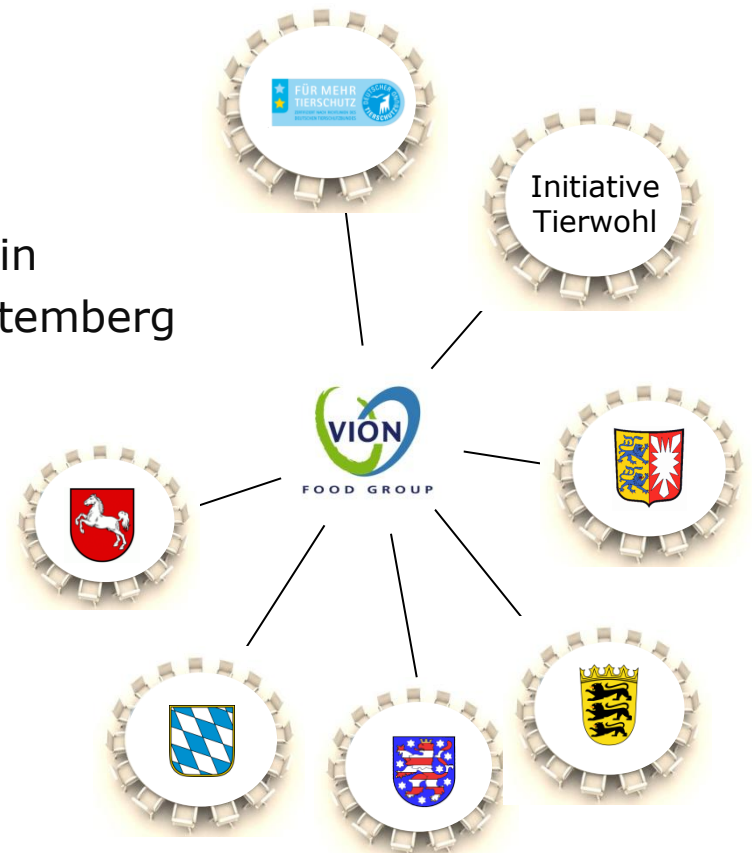 FÜR MEHR
TIERSCHUTZ
Initiative
Tierwohl
in
temberg
VION
FOOD GROUP